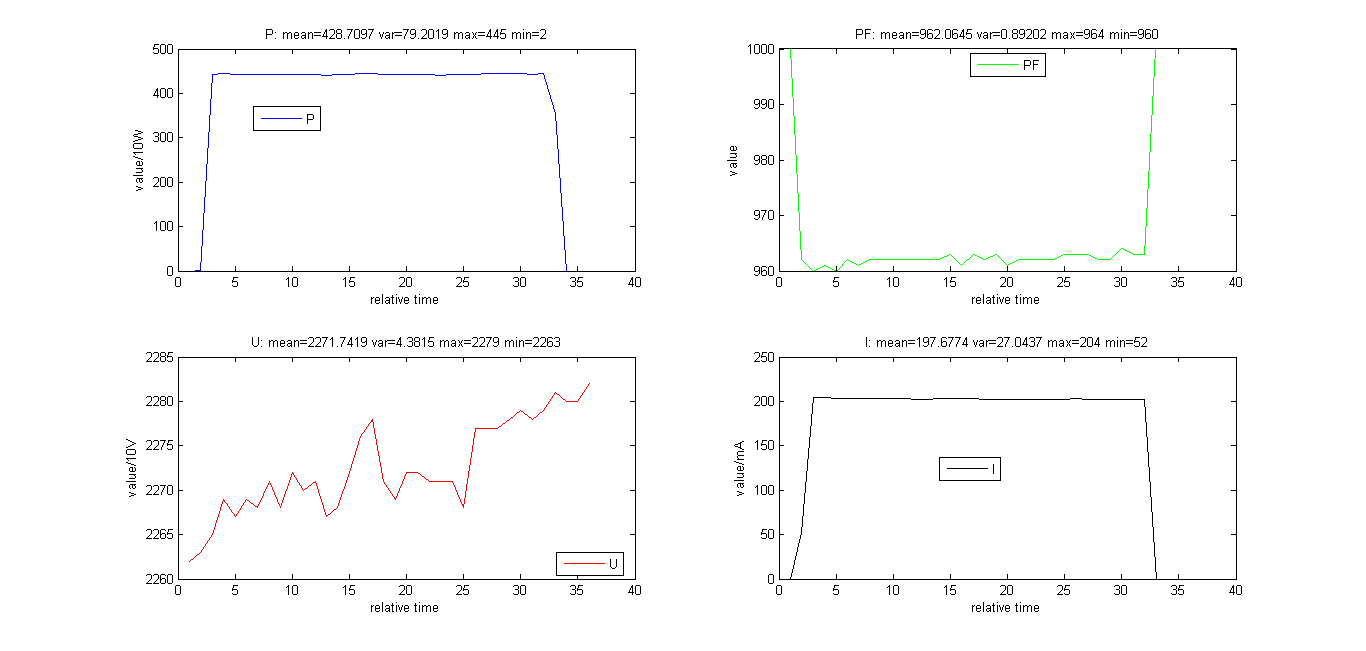 P: mean=428.7097 var=79.2019 max=445 min=2
500
400
300
200
100
0
value/10W
P
0 5 10 15 20 25 30 35 40
relative time
PF: mean=962.0645 var=0.89202 max=964 min=960
1000
990
980
970
960
value
PF
0 5 10 15 20 25 30 35 40
relative time
U: mean=2271.7419 var=4.3815 max=2279 min=2263
2285
2280
2275
2270
2265
2260
value/10V
U
0 5 10 15 20 25 30 35 40
relative time
I: mean=197.6774 var=27.0437 max=204 min=52
250
200
150
100
50
0
value/mA
I
0 5 10 15 20 25 30 35 40
relative time